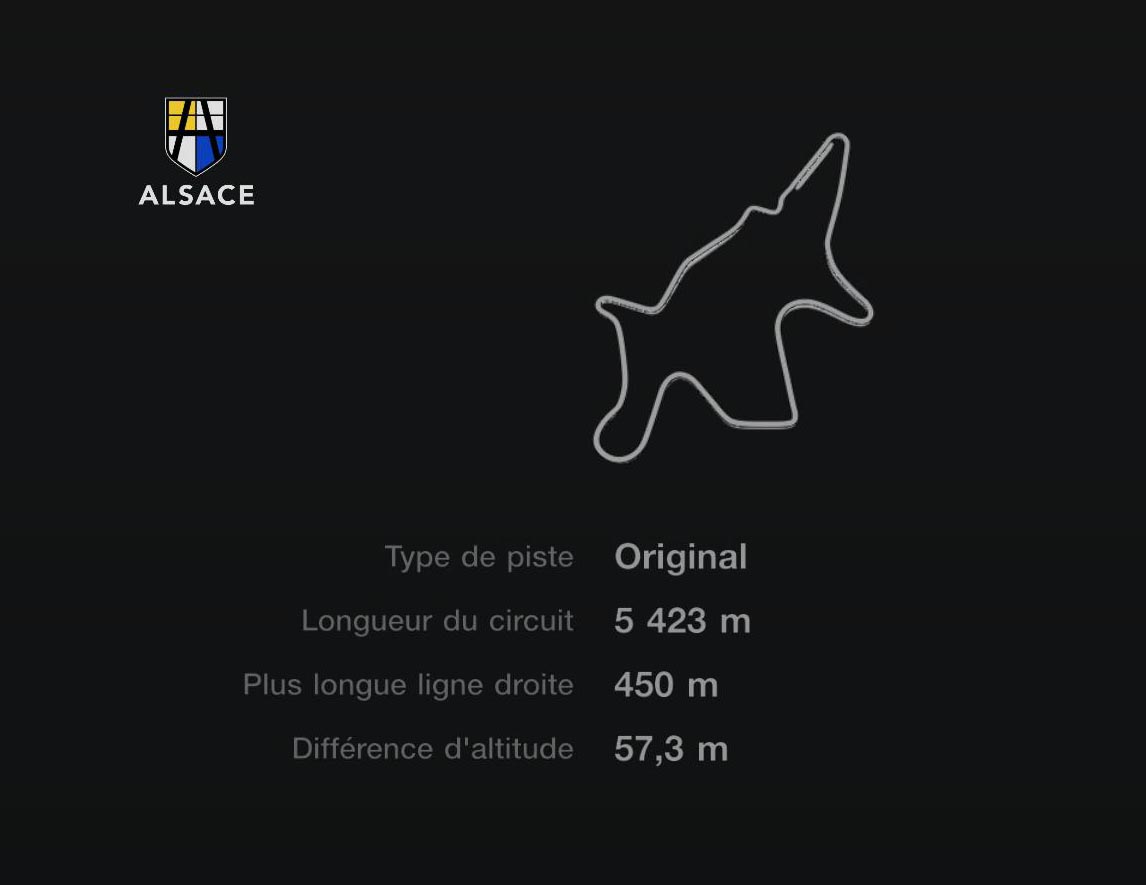 ALSACE
Type de piste Original
Longueur du circuit 5 423 m
Plus longue ligne droite 450 m
Différence d'altitude 57,3 m